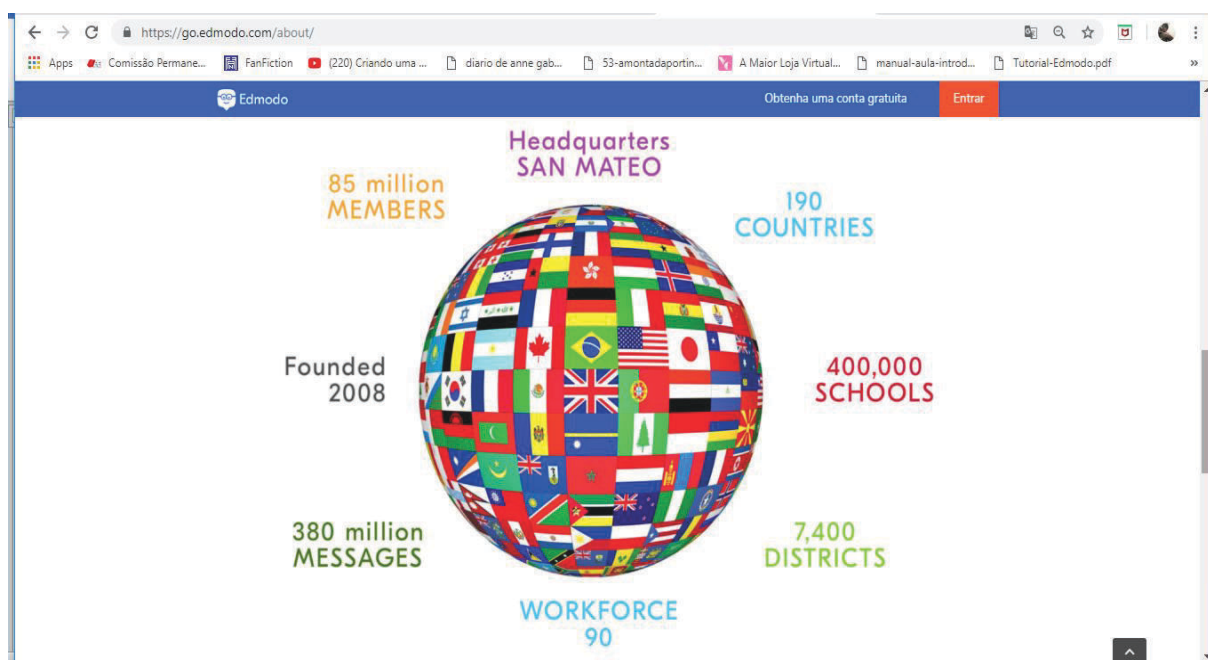 https://go.edmodo.com/about/
Apps Comissão Permane... FanFiction (220) Criando uma ... diario de anne gab... 53-amontadaportin... A Maior Loja Virtual... manual-aula-introd... Tutorial-Edmodo.pdf »
Edmodo Obtenha uma conta gratuita Entrar
Headquarters
SAN MATEO
85 million
MEMBERS
190
COUNTRIES
Founded
2008
400,000
SCHOOLS
380 million
MESSAGES
7,400
DISTRICTS
WORKFORCE
90